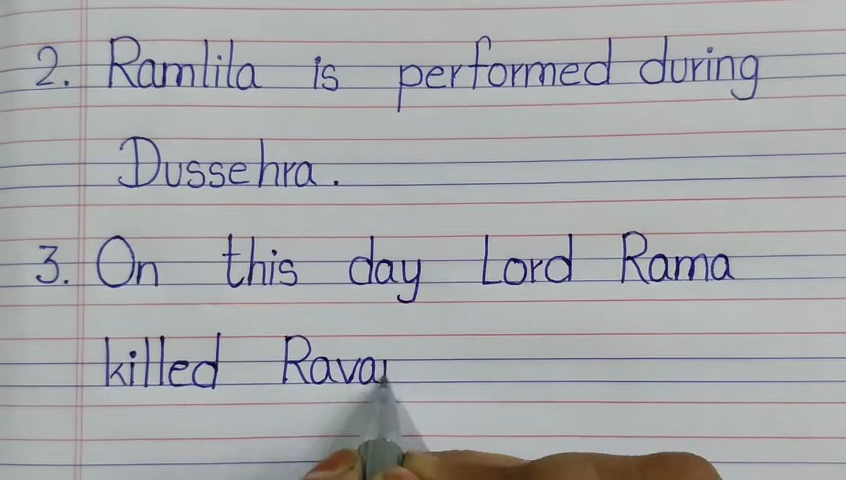 2. Ramlila is performed during
Dussehra.
3. On this day Lord Rama
killed Rava